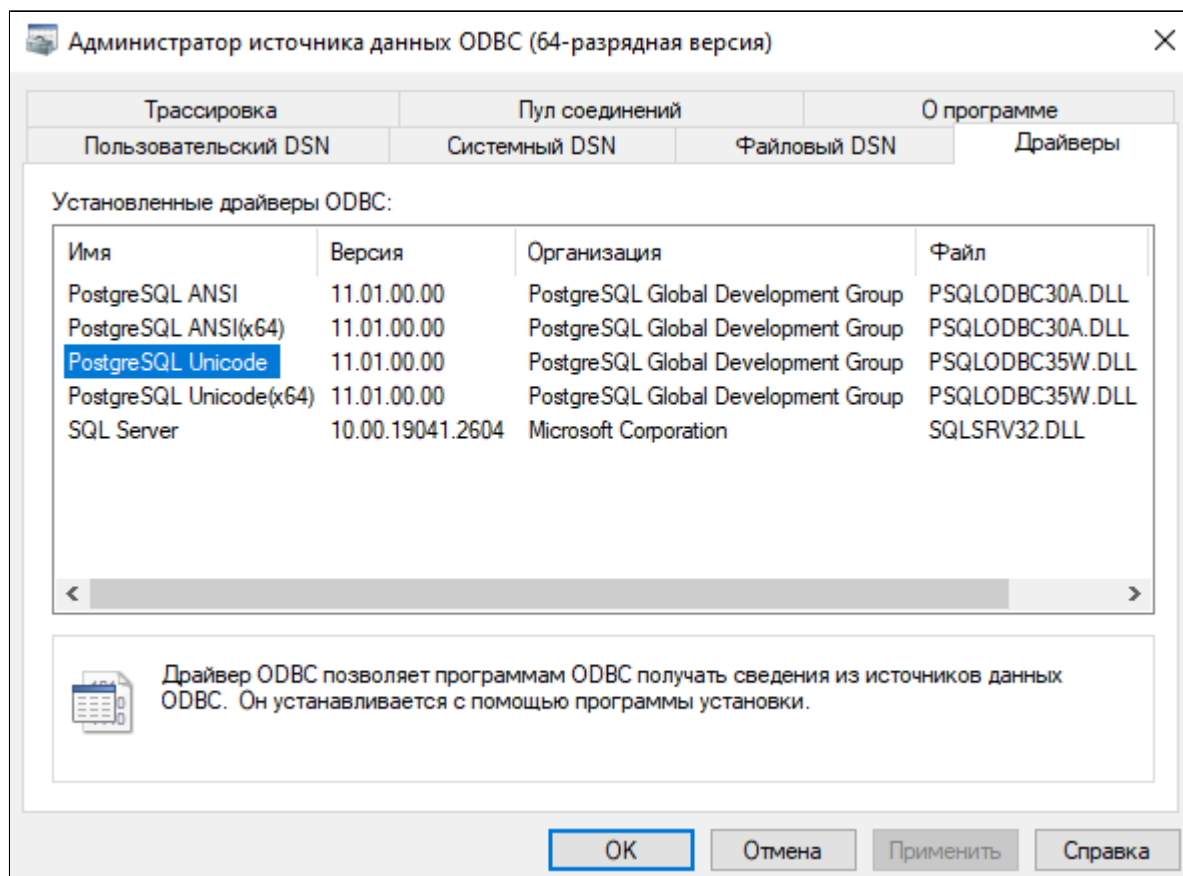 Администратор источника данных ODBC (64-разрядная версия)
Трассировка Пул соединений О программе
Пользовательский DSN Системный DSN Файловый DSN Драйверы
Установленные драйверы ODBC:
Имя Версия Организация Файл
PostgreSQL ANSI 11.01.00.00 PostgreSQL Global Development Group PSQLODBC30A.DLL
PostgreSQL ANSI(x64) 11.01.00.00 PostgreSQL Global Development Group PSQLODBC30A.DLL
PostgreSQL Unicode 11.01.00.00 PostgreSQL Global Development Group PSQLODBC35W.DLL
PostgreSQL Unicode(x64) 11.01.00.00 PostgreSQL Global Development Group PSQLODBC35W.DLL
SQL Server 10.00.19041.2604 Microsoft Corporation SQLSRV32.DLL
Драйвер ODBC позволяет программам ODBC получать сведения из источников данных
ODBC. Он устанавливается с помощью программы установки.
OK Отмена Применить Справка